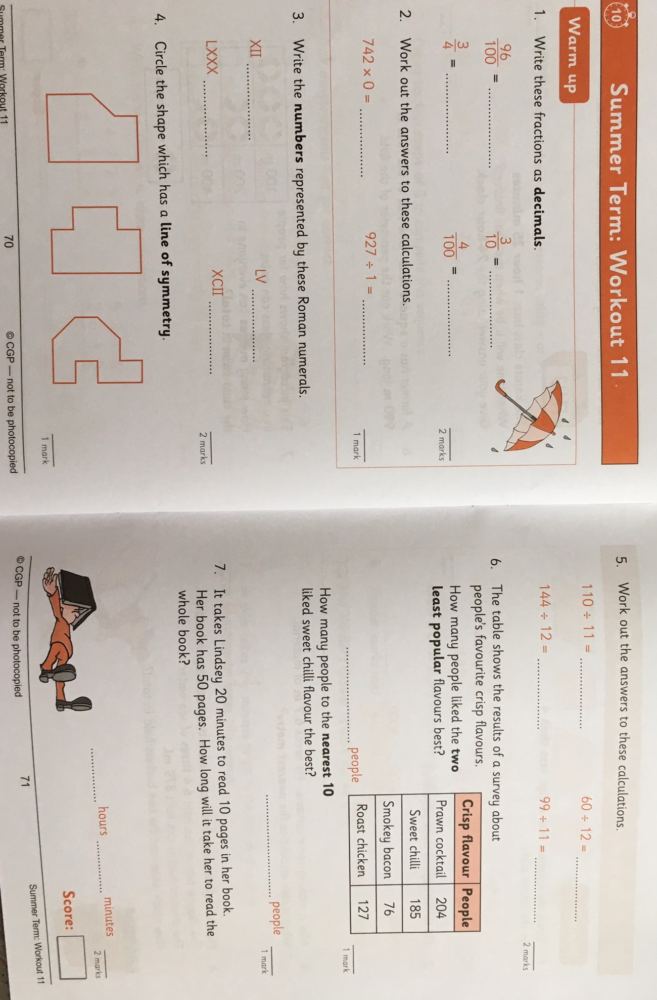 10
Summer Term: Workout 11
Warm up
1. Write these fractions as decimals.
96/100 = .................... 3/10 = ....................
3/4 = .................... 4/100 = ....................
2 marks
2. Work out the answers to these calculations.
742 × 0 = .................... 927 ÷ 1 = ....................
1 mark
3. Write the numbers represented by these Roman numerals.
XII .................... LV ....................
LXXX .................... XCII ....................
2 marks
4. Circle the shape which has a line of symmetry.
1 mark
Summer Term: Workout 11 70 © CGP — not to be photocopied
5. Work out the answers to these calculations.
110 ÷ 11 = .................... 60 ÷ 12 = ....................
144 ÷ 12 = .................... 99 ÷ 11 = ....................
2 marks
6. The table shows the results of a survey about
people's favourite crisp flavours.
How many people liked the two
least popular flavours best?
.................... people
Crisp flavour People
Prawn cocktail 204
Sweet chilli 185
Smokey bacon 76
Roast chicken 127
1 mark
How many people to the nearest 10
liked sweet chilli flavour the best?
.................... people
1 mark
7. It takes Lindsey 20 minutes to read 10 pages in her book.
Her book has 50 pages. How long will it take her to read the
whole book?
.................... hours .................... minutes
2 marks
Score:
© CGP — not to be photocopied 71 Summer Term: Workout 11